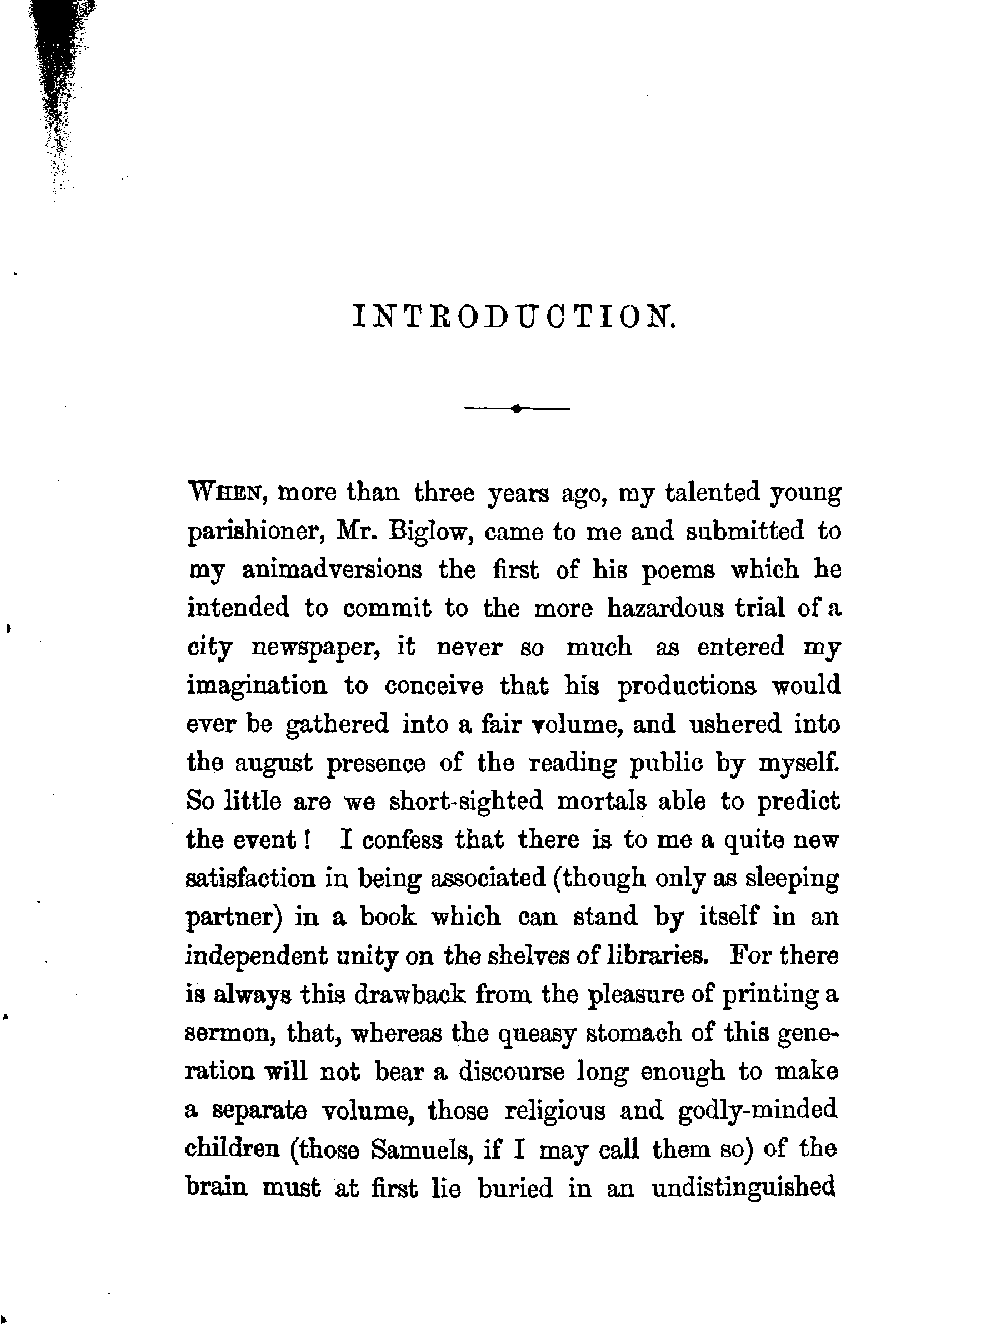 INTRODUCTION.
WHEN, more than three years ago, my talented young
parishioner, Mr. Biglow, came to me and submitted to
my animadversions the first of his poems which he
intended to commit to the more hazardous trial of a
city newspaper, it never so much as entered my
imagination to conceive that his productions would
ever be gathered into a fair volume, and ushered into
the august presence of the reading public by myself.
So little are we short-sighted mortals able to predict
the event! I confess that there is to me a quite new
satisfaction in being associated (though only as sleeping
partner) in a book which can stand by itself in an
independent unity on the shelves of libraries. For there
is always this drawback from the pleasure of printing a
sermon, that, whereas the queasy stomach of this gene-
ration will not bear a discourse long enough to make
a separate volume, those religious and godly-minded
children (those Samuels, if I may call them so) of the
brain must at first lie buried in an undistinguished